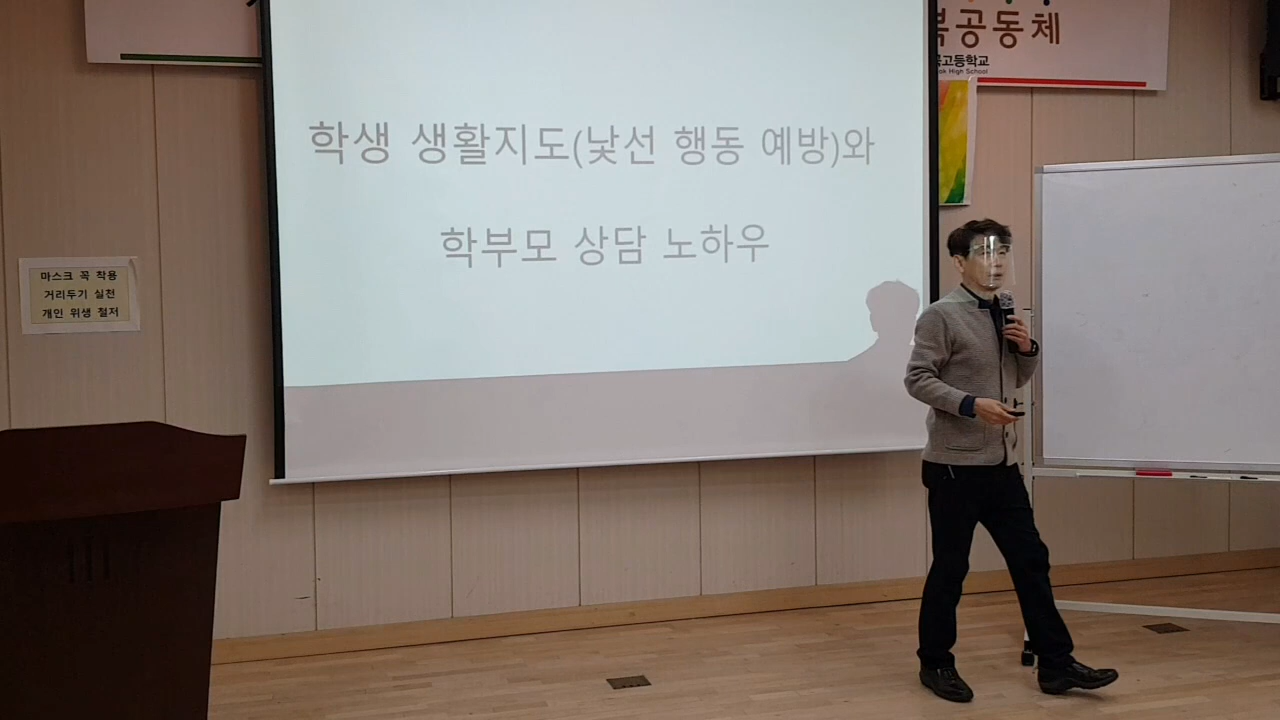 공동체
고등학교
High School
학생 생활지도(낯선 행동 예방)와
학부모 상담 노하우
마스크 꼭 착용
거리두기 실천
개인 위생 철저